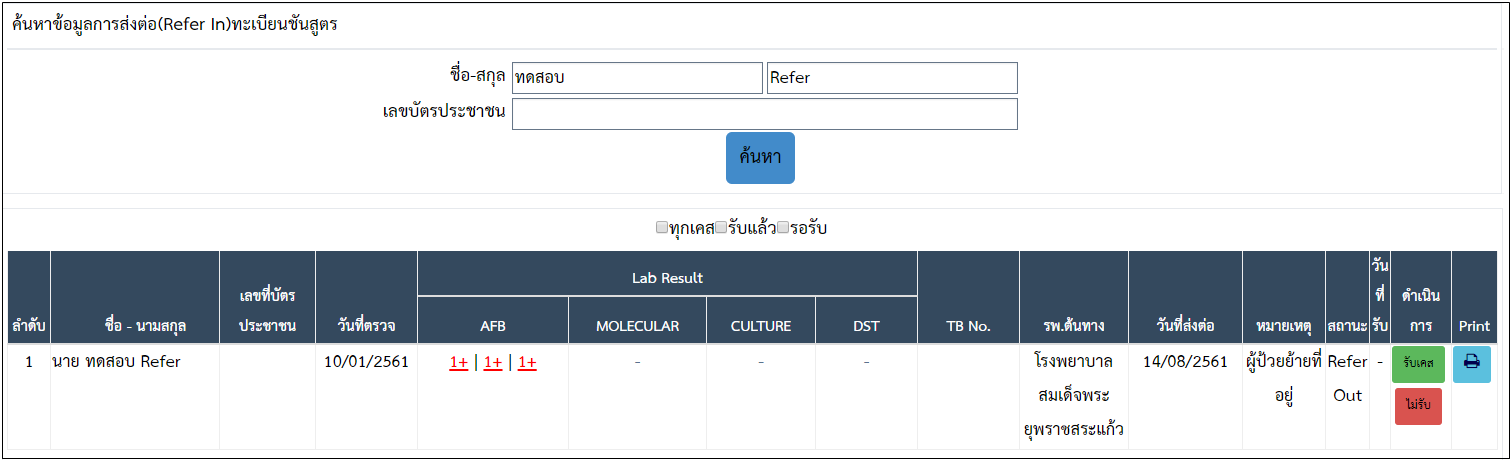 ค้นหาข้อมูลการส่งต่อ(Refer In)ทะเบียนชันสูตร
ชื่อ-สกุล ทดสอบ Refer
เลขบัตรประชาชน
ค้นหา
ทุกเคส รับแล้ว รอรับ
ลำดับ ชื่อ - นามสกุล เลขที่บัตรประชาชน วันที่ตรวจ Lab Result TB No. รพ.ต้นทาง วันที่ส่งต่อ หมายเหตุ สถานะ วันที่รับ ดำเนินการ Print
AFB MOLECULAR CULTURE DST
1 นาย ทดสอบ Refer 10/01/2561 1+ | 1+ | 1+ - - - โรงพยาบาล 14/08/2561 ผู้ป่วยย้ายที่ Refer - รับเคส
สมเด็จพระ อยู่ Out ไม่รับ
ยุพราชสระแก้ว